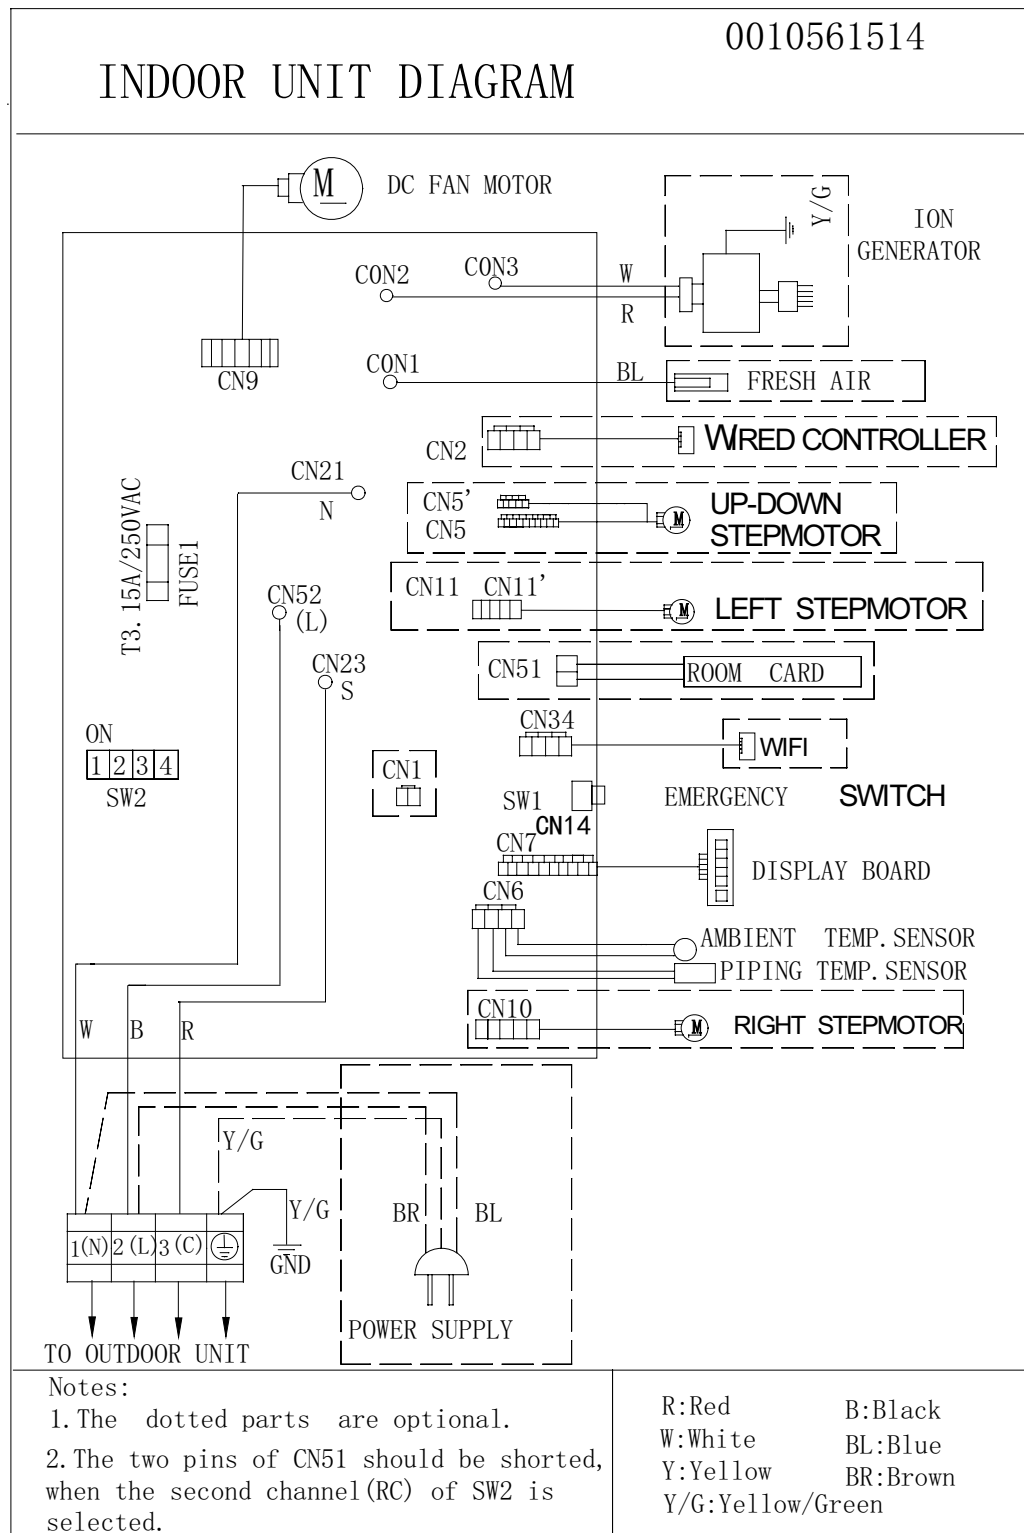 0010561514
INDOOR UNIT DIAGRAM
M
DC FAN MOTOR
Y/G
ION
GENERATOR
CON2
CON3
W
R
CN9
CON1
BL
FRESH AIR
CN2
WIRED CONTROLLER
CN21
N
CN5'
CN5
M
UP-DOWN
STEPMOTOR
T3.15A/250VAC
FUSE1
CN52
(L)
CN11 CN11'
M
LEFT STEPMOTOR
CN23
S
CN51
ROOM CARD
CN34
WIFI
ON
1 2 3 4
SW2
CN1
SW1
EMERGENCY SWITCH
CN14
CN7
DISPLAY BOARD
CN6
AMBIENT TEMP.SENSOR
PIPING TEMP.SENSOR
CN10
M
RIGHT STEPMOTOR
W
B
R
Y/G
Y/G
BR
BL
1(N) 2(L) 3(C)
GND
POWER SUPPLY
TO OUTDOOR UNIT
Notes:
1.The dotted parts are optional.
2.The two pins of CN51 should be shorted,
when the second channel(RC) of SW2 is
selected.
R:Red B:Black
W:White BL:Blue
Y:Yellow BR:Brown
Y/G:Yellow/Green